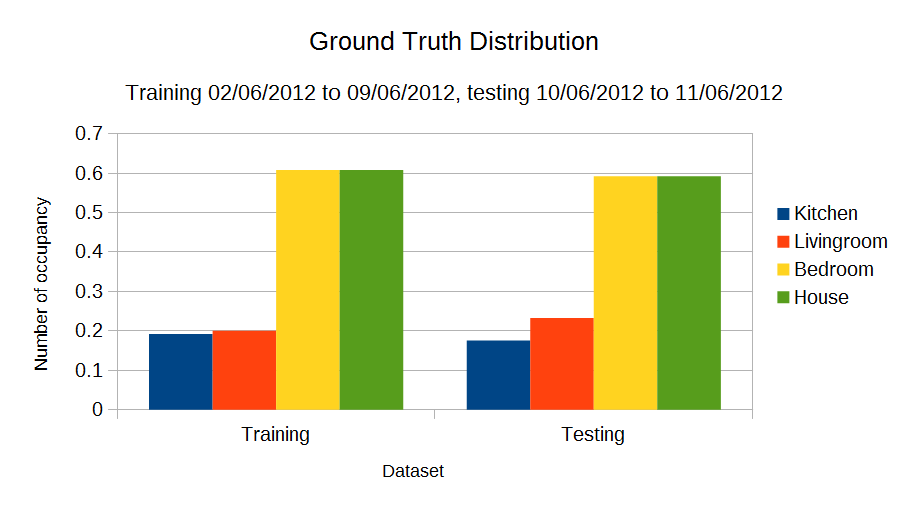 Ground Truth Distribution
Training 02/06/2012 to 09/06/2012, testing 10/06/2012 to 11/06/2012
0.7
0.6
0.5
0.4
0.3
0.2
0.1
0
Number of occupancy
Training
Testing
Dataset
Kitchen
Livingroom
Bedroom
House